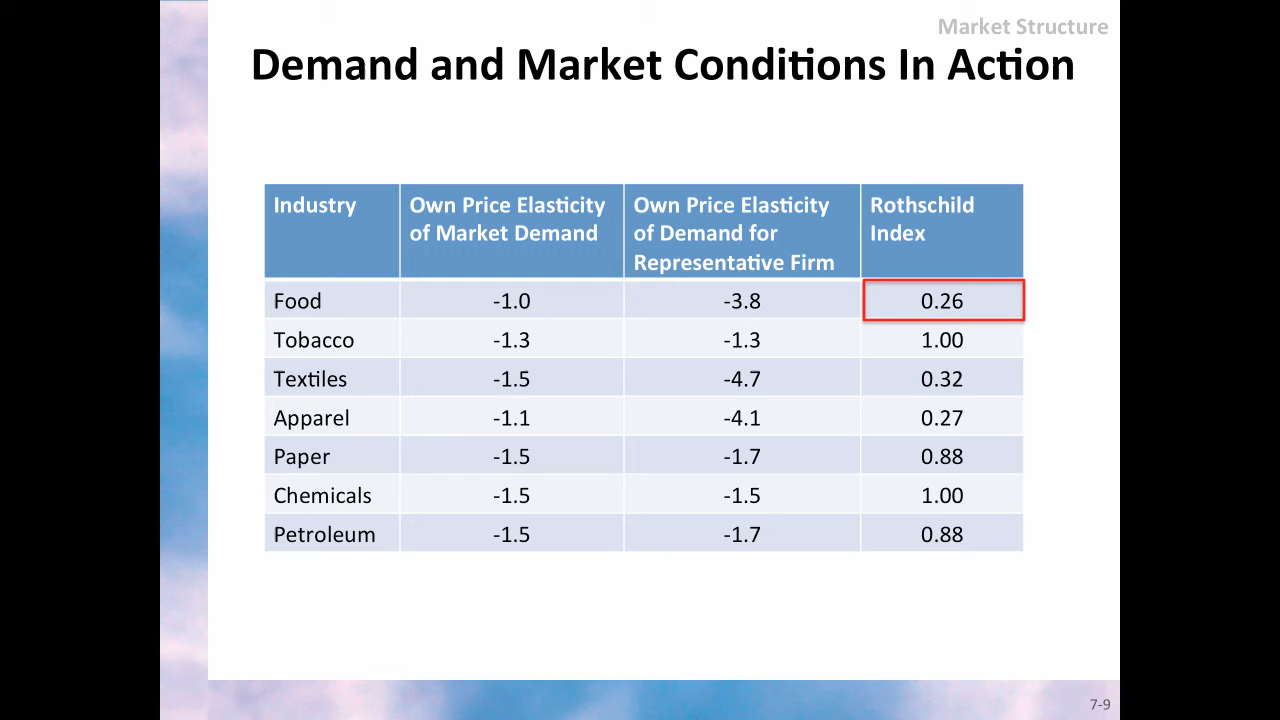 Market Structure
Demand and Market Conditions In Action
Industry Own Price Elasticity of Market Demand Own Price Elasticity of Demand for Representative Firm Rothschild Index
Food -1.0 -3.8 0.26
Tobacco -1.3 -1.3 1.00
Textiles -1.5 -4.7 0.32
Apparel -1.1 -4.1 0.27
Paper -1.5 -1.7 0.88
Chemicals -1.5 -1.5 1.00
Petroleum -1.5 -1.7 0.88
7-9